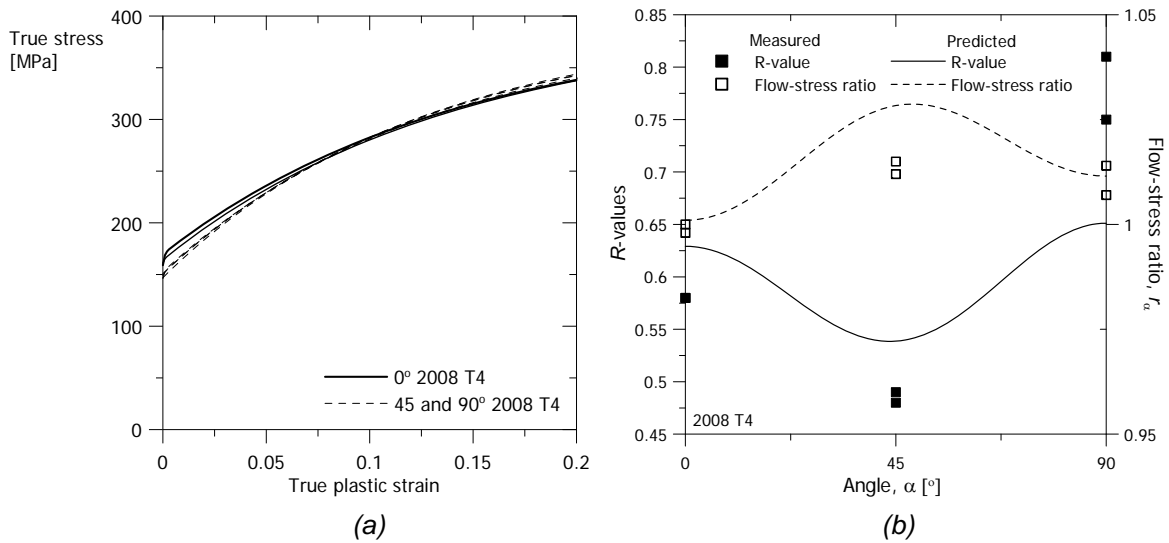 True stress
[MPa]
400
300
200
100
0
0
0.05
0.1
0.15
0.2
True plastic strain
0º 2008 T4
45 and 90º 2008 T4
(a)
R-values
0.85
0.8
0.75
0.7
0.65
0.6
0.55
0.5
0.45
Measured
Predicted
R-value
R-value
Flow-stress ratio
Flow-stress ratio
2008 T4
0
45
90
Angle, α [º]
1.05
1
0.95
Flow-stress
ratio, rα
(b)